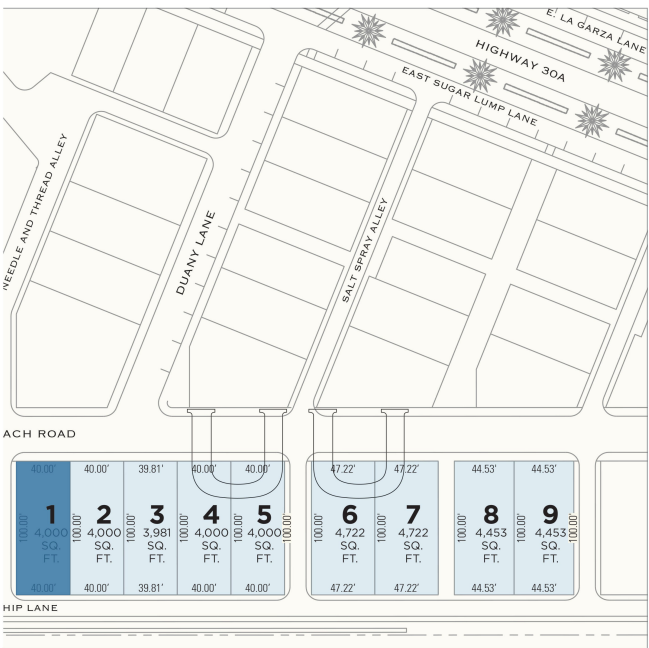 E. LA GARZA LANE
HIGHWAY 30A
EAST SUGAR LUMP LANE
NEEDLE AND THREAD ALLEY
DUANY LANE
SALT SPRAY ALLEY
ACH ROAD
40.00' 40.00' 39.81' 40.00' 40.00' 47.22' 47.22' 44.53' 44.53'
1 2 3 4 5 6 7 8 9
100.00' 100.00' 100.00' 100.00' 100.00' 100.00' 100.00' 100.00' 100.00' 100.00' 100.00'
4,000 4,000 3,981 4,000 4,000 4,722 4,722 4,453 4,453
SQ. SQ. SQ. SQ. SQ. SQ. SQ. SQ. SQ.
FT. FT. FT. FT. FT. FT. FT. FT. FT.
40.00' 40.00' 39.81' 40.00' 40.00' 47.22' 47.22' 44.53' 44.53'
HIP LANE